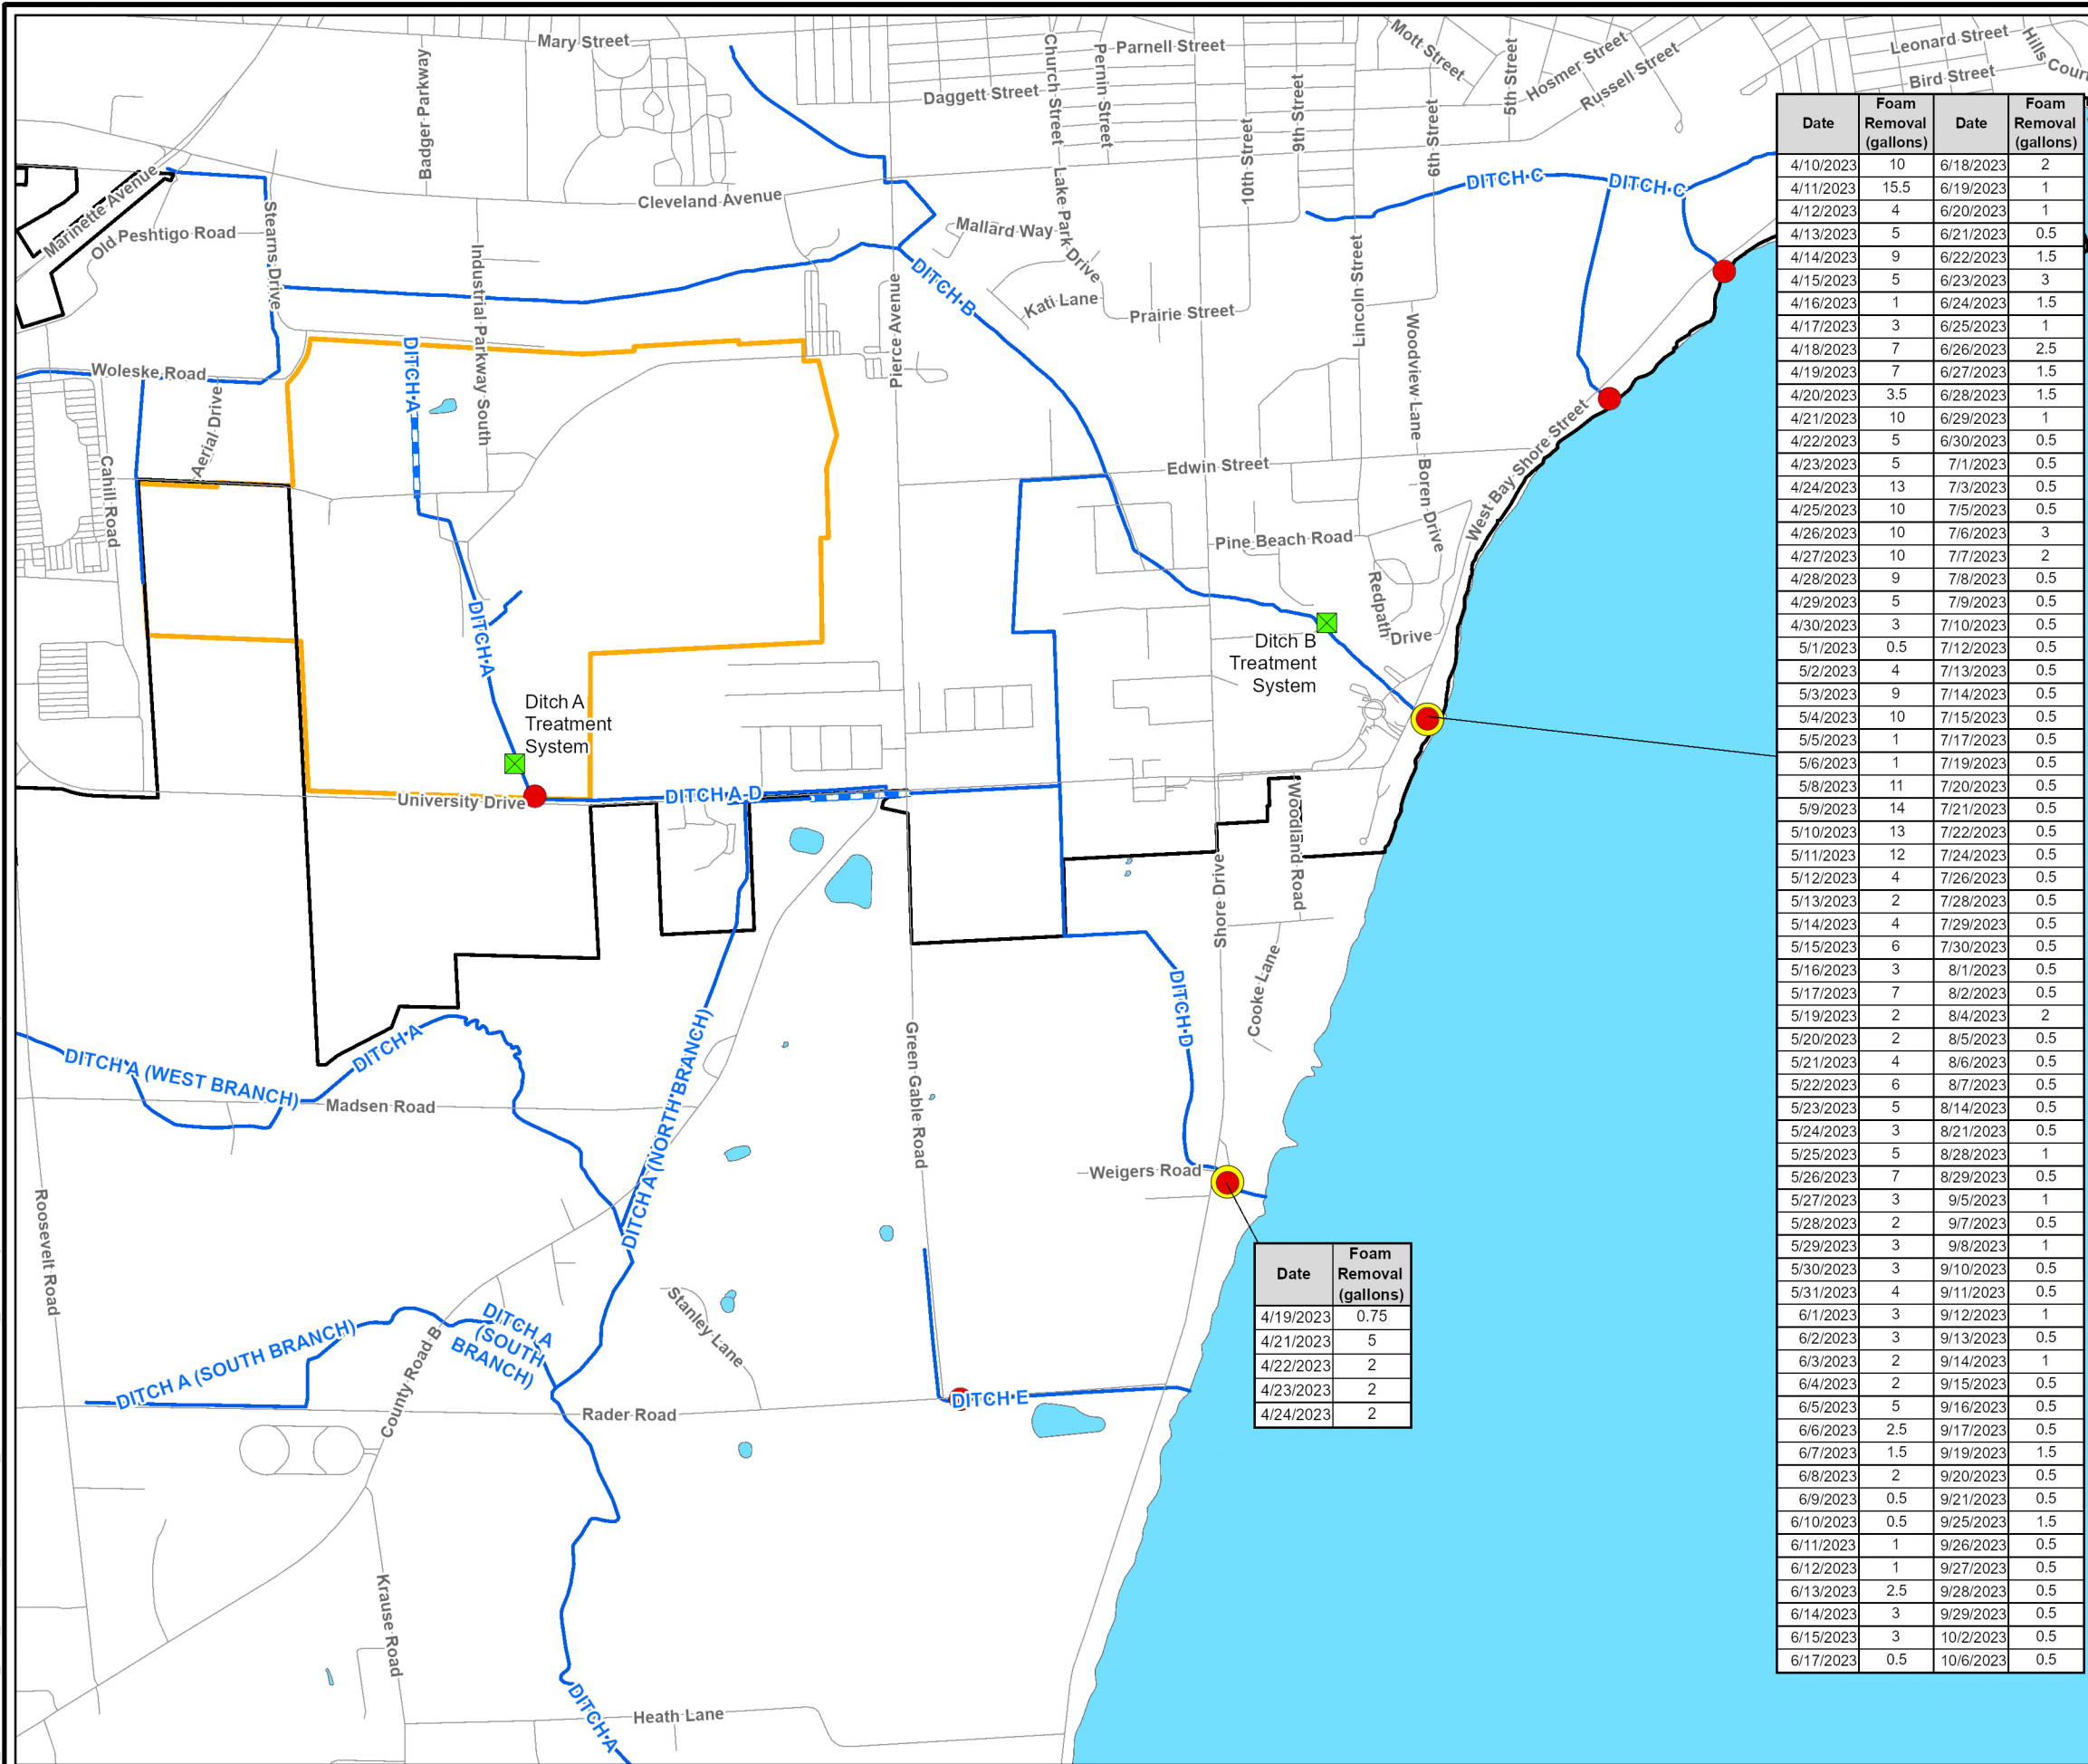 Mary Street
Parnell Street
Mott Street
Hosmer Street
Russell Street
Leonard Street
Bird Street
Badger Parkway
Church Street
Pernin Street
Daggett Street
5th Street
9th Street
10th Street
6th Street
Marinette Avenue
Old Peshtigo Road
Stearns Drive
Cleveland Avenue
Mallard Way
Lake Park Drive
DITCH C
DITCH C
Industrial Parkway South
DITCH B
Kati Lane
Prairie Street
Lincoln Street
Woodview Lane
Pierce Avenue
DITCH A
Woleske Road
Aerial Drive
Cahill Road
Edwin Street
Boren Drive
West Bay Shore Street
Pine Beach Road
Redpath Drive
DITCH A
Ditch B
Treatment
System
Ditch A
Treatment
System
University Drive
DITCH A-D
Woodland Road
Shore Drive
Cooke Lane
DITCH D
Green Gable Road
DITCH A (WEST BRANCH)
DITCH A
Madsen Road
DITCH A (NORTH BRANCH)
Weigers Road
Roosevelt Road
Stanley Lane
DITCH A (SOUTH BRANCH)
County Road B
DITCH A
(SOUTH
BRANCH)
Rader Road
DITCH E
Krause Road
Heath Lane
DITCH A
Date Foam Removal (gallons)
4/19/2023 0.75
4/21/2023 5
4/22/2023 2
4/23/2023 2
4/24/2023 2
Date Foam Removal (gallons) Date Foam Removal (gallons)
4/10/2023 10 6/18/2023 2
4/11/2023 15.5 6/19/2023 1
4/12/2023 4 6/20/2023 1
4/13/2023 5 6/21/2023 0.5
4/14/2023 9 6/22/2023 1.5
4/15/2023 5 6/23/2023 3
4/16/2023 1 6/24/2023 1.5
4/17/2023 3 6/25/2023 1
4/18/2023 7 6/26/2023 2.5
4/19/2023 7 6/27/2023 1.5
4/20/2023 3.5 6/28/2023 1.5
4/21/2023 10 6/29/2023 1
4/22/2023 5 6/30/2023 0.5
4/23/2023 5 7/1/2023 0.5
4/24/2023 13 7/3/2023 0.5
4/25/2023 10 7/5/2023 0.5
4/26/2023 10 7/6/2023 3
4/27/2023 10 7/7/2023 2
4/28/2023 9 7/8/2023 0.5
4/29/2023 5 7/9/2023 0.5
4/30/2023 3 7/10/2023 0.5
5/1/2023 0.5 7/12/2023 0.5
5/2/2023 4 7/13/2023 0.5
5/3/2023 9 7/14/2023 0.5
5/4/2023 10 7/15/2023 0.5
5/5/2023 1 7/17/2023 0.5
5/6/2023 1 7/19/2023 0.5
5/8/2023 11 7/20/2023 0.5
5/9/2023 14 7/21/2023 0.5
5/10/2023 13 7/22/2023 0.5
5/11/2023 12 7/24/2023 0.5
5/12/2023 4 7/26/2023 0.5
5/13/2023 2 7/28/2023 0.5
5/14/2023 4 7/29/2023 0.5
5/15/2023 6 7/30/2023 0.5
5/16/2023 3 8/1/2023 0.5
5/17/2023 7 8/2/2023 0.5
5/19/2023 2 8/4/2023 2
5/20/2023 2 8/5/2023 0.5
5/21/2023 4 8/6/2023 0.5
5/22/2023 6 8/7/2023 0.5
5/23/2023 5 8/14/2023 0.5
5/24/2023 3 8/21/2023 0.5
5/25/2023 5 8/28/2023 1
5/26/2023 7 8/29/2023 0.5
5/27/2023 3 9/5/2023 1
5/28/2023 2 9/7/2023 0.5
5/29/2023 3 9/8/2023 1
5/30/2023 3 9/10/2023 0.5
5/31/2023 4 9/11/2023 0.5
6/1/2023 3 9/12/2023 1
6/2/2023 3 9/13/2023 0.5
6/3/2023 2 9/14/2023 1
6/4/2023 2 9/15/2023 0.5
6/5/2023 5 9/16/2023 0.5
6/6/2023 2.5 9/17/2023 0.5
6/7/2023 1.5 9/19/2023 1.5
6/8/2023 2 9/20/2023 0.5
6/9/2023 0.5 9/21/2023 0.5
6/10/2023 0.5 9/25/2023 1.5
6/11/2023 1 9/26/2023 0.5
6/12/2023 1 9/27/2023 0.5
6/13/2023 2.5 9/28/2023 0.5
6/14/2023 3 9/29/2023 0.5
6/15/2023 3 10/2/2023 0.5
6/17/2023 0.5 10/6/2023 0.5